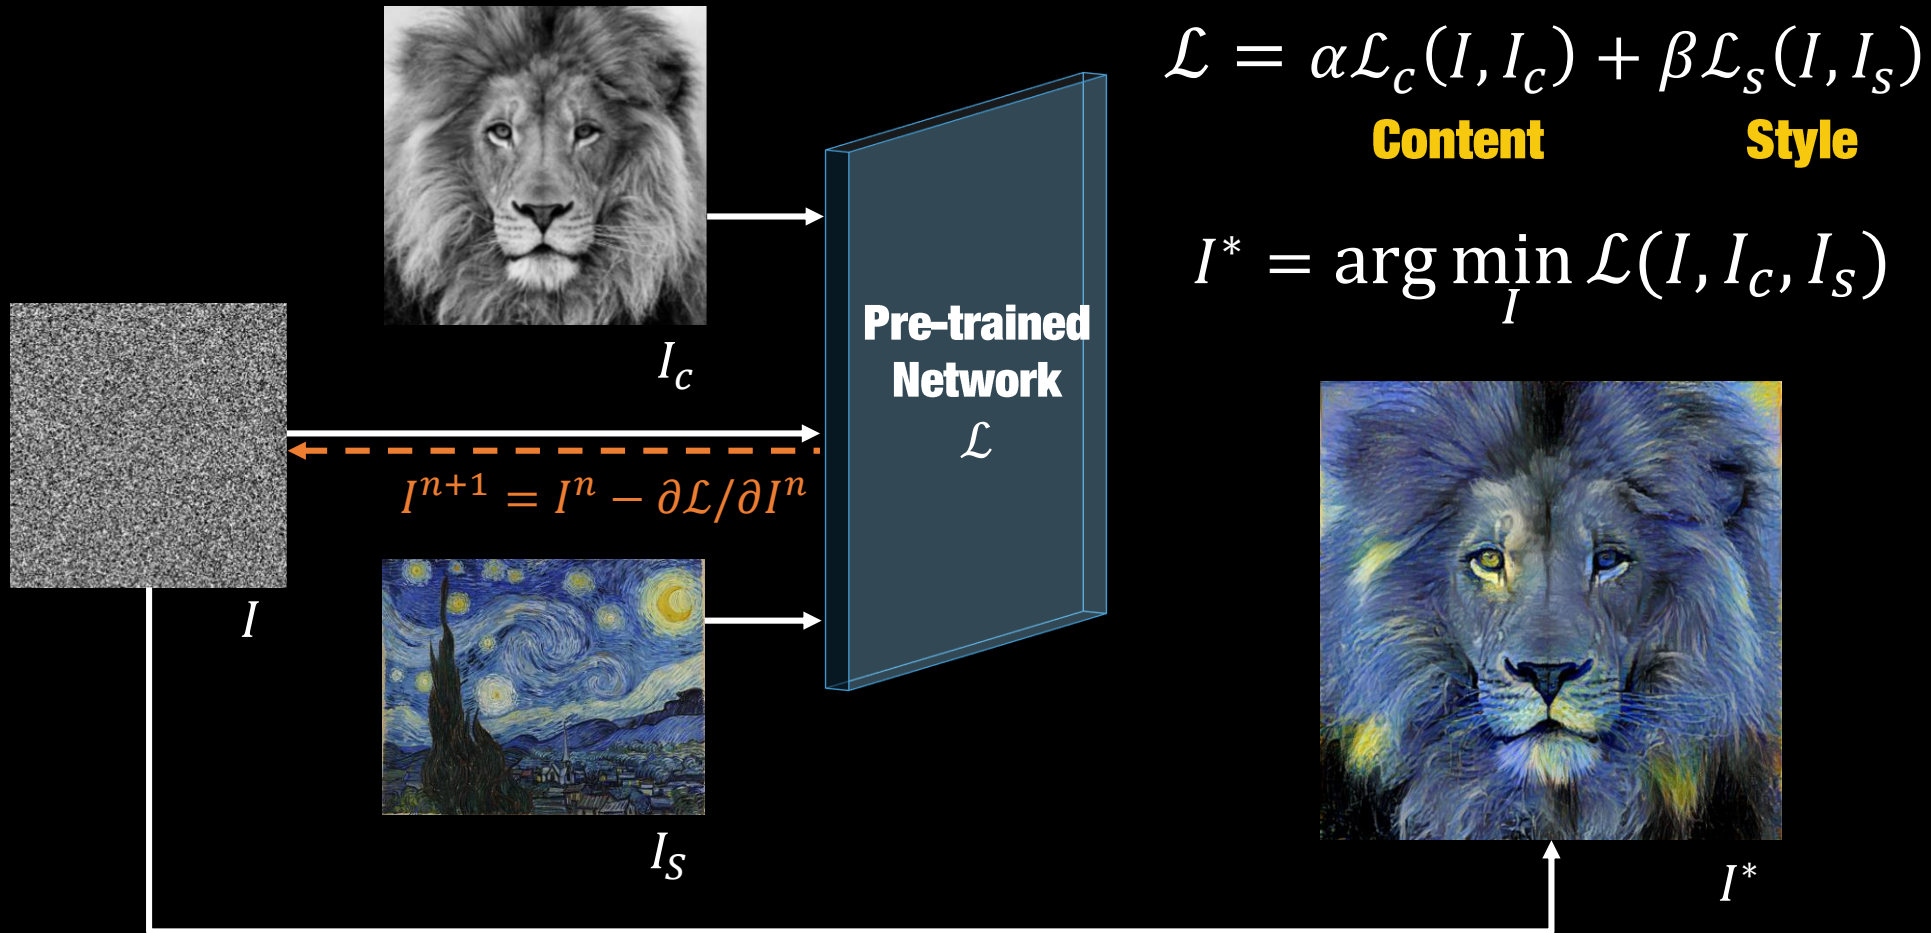 ℒ = αℒ_c(I, I_c) + βℒ_s(I, I_s)
Content Style
I* = arg min_I ℒ(I, I_c, I_s)
I_c
Pre-trained
Network
ℒ
I^{n+1} = I^n − ∂ℒ/∂I^n
I
I_S
I*